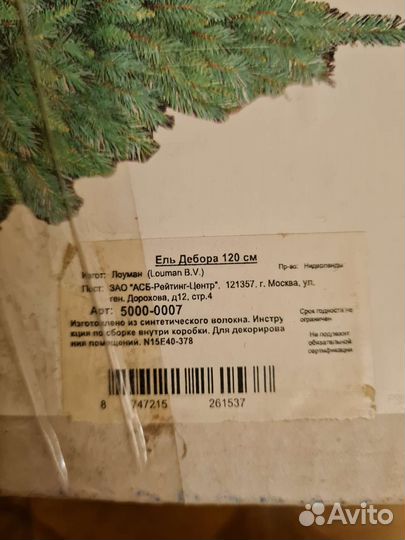 Ель Дебора 120 см
Изгот: Лоуман (Louman B.V.) Пр-во: Нидерланды
Пост: ЗАО "АСБ-Рейтинг-Центр". 121357, г. Москва, ул.
ген. Дорохова, д12, стр.4
Арт: 5000-0007
Срок годности не
ограничен
Изготовлено из синтетического волокна. Инстру
кция по сборке внутри коробки. Для декорирова
ния помещений. N15E40-378
Не подлежит
обязательной
сертификации
8 747215 261537
Avito